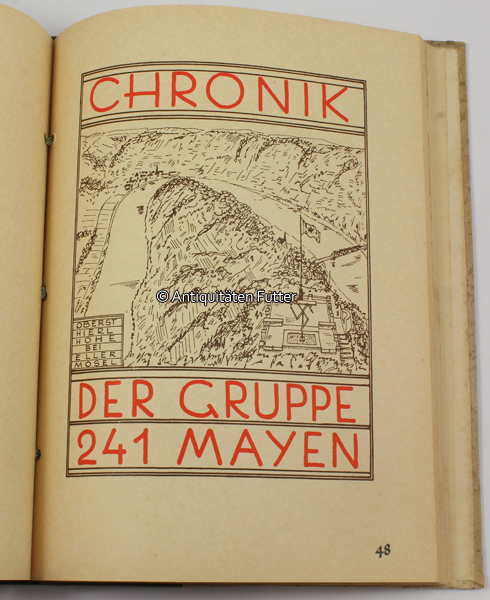 CHRONIK
© Antiquitäten Futter
OBERST
HIERL
HÖHE
BEI
ELLER
MOSEL
DER GRUPPE
241 MAYEN
48